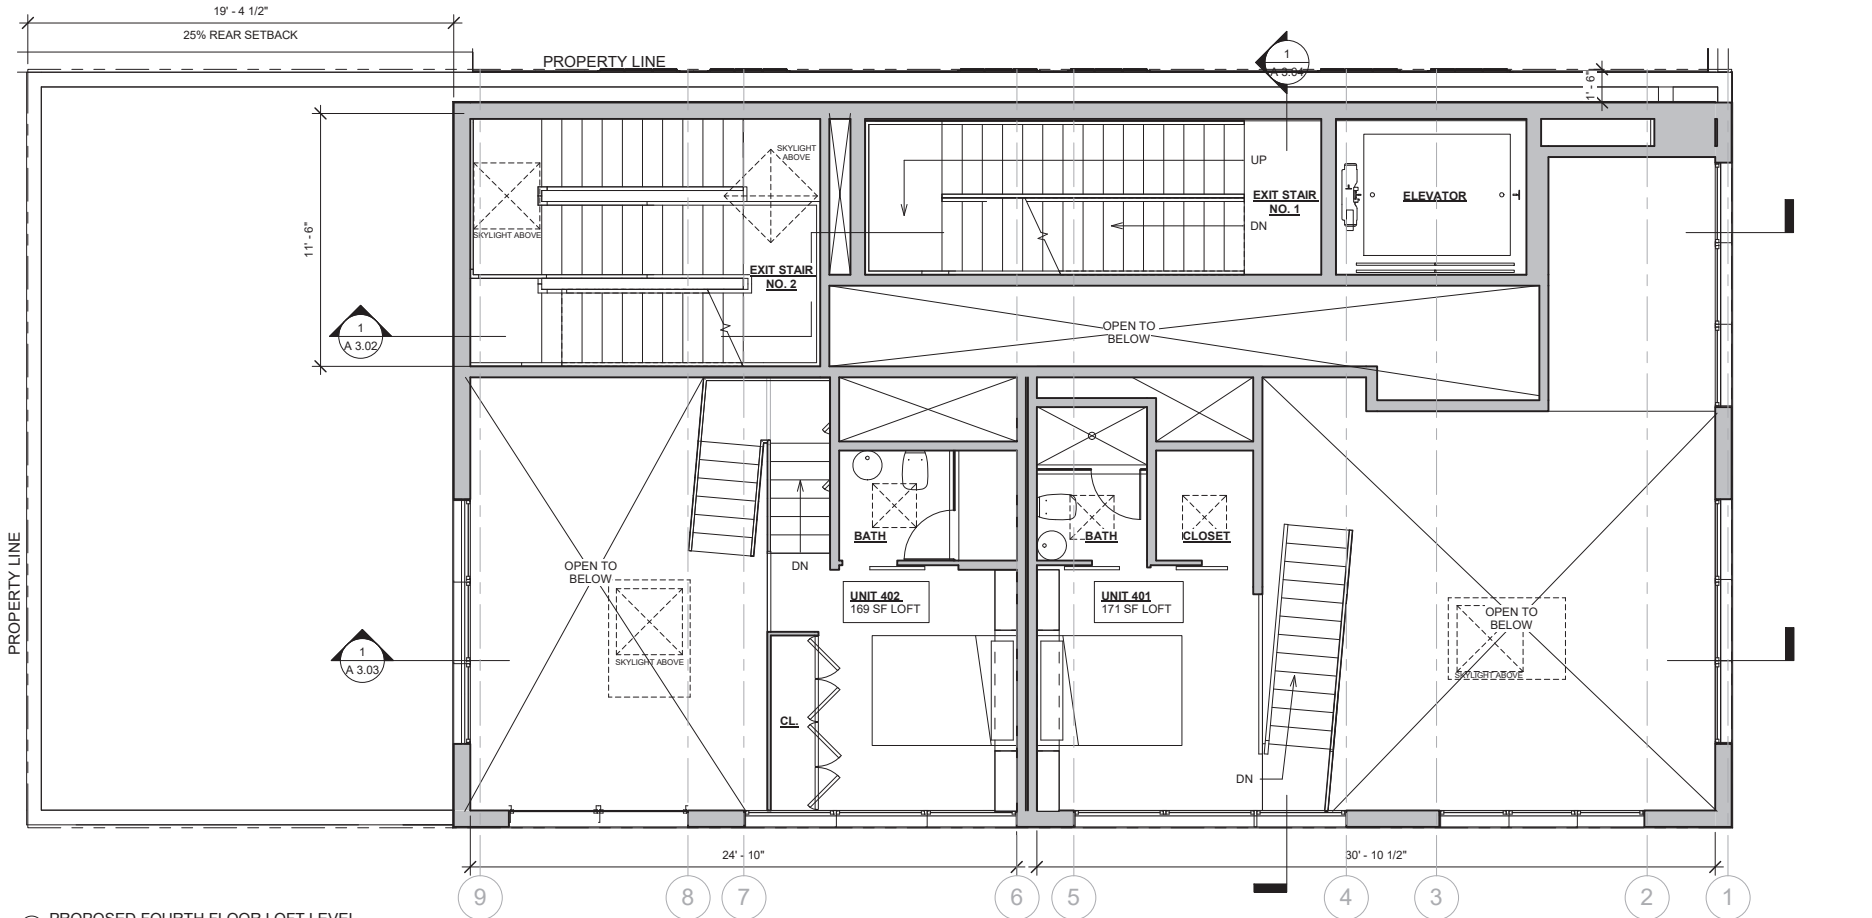 19' - 4 1/2"
25% REAR SETBACK
PROPERTY LINE
1
A 3.04
1' - 6"
SKYLIGHT
ABOVE
SKYLIGHT ABOVE
11' - 6"
UP
EXIT STAIR
NO. 1
DN
ELEVATOR
EXIT STAIR
NO. 2
1
A 3.02
OPEN TO
BELOW
PROPERTY LINE
OPEN TO
BELOW
DN
BATH
BATH
CLOSET
UNIT 402
169 SF LOFT
UNIT 401
171 SF LOFT
OPEN TO
BELOW
1
A 3.03
SKYLIGHT ABOVE
SKYLIGHT ABOVE
CL.
DN
24' - 10"
30' - 10 1/2"
9
8
7
6
5
4
3
2
1
PROPOSED FOURTH FLOOR LOFT LEVEL